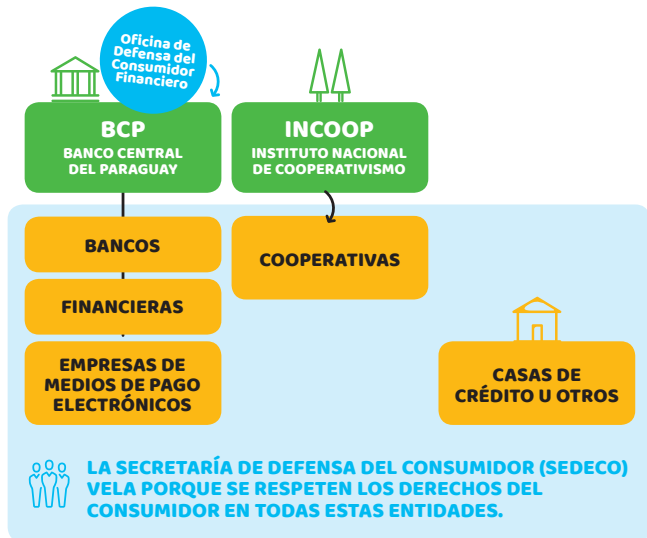 Oficina de
Defensa del
Consumidor
Financiero
BCP
BANCO CENTRAL
DEL PARAGUAY
INCOOP
INSTITUTO NACIONAL
DE COOPERATIVISMO
BANCOS
FINANCIERAS
EMPRESAS DE
MEDIOS DE PAGO
ELECTRÓNICOS
COOPERATIVAS
CASAS DE
CRÉDITO U OTROS
LA SECRETARÍA DE DEFENSA DEL CONSUMIDOR (SEDECO)
VELA PORQUE SE RESPETEN LOS DERECHOS DEL
CONSUMIDOR EN TODAS ESTAS ENTIDADES.